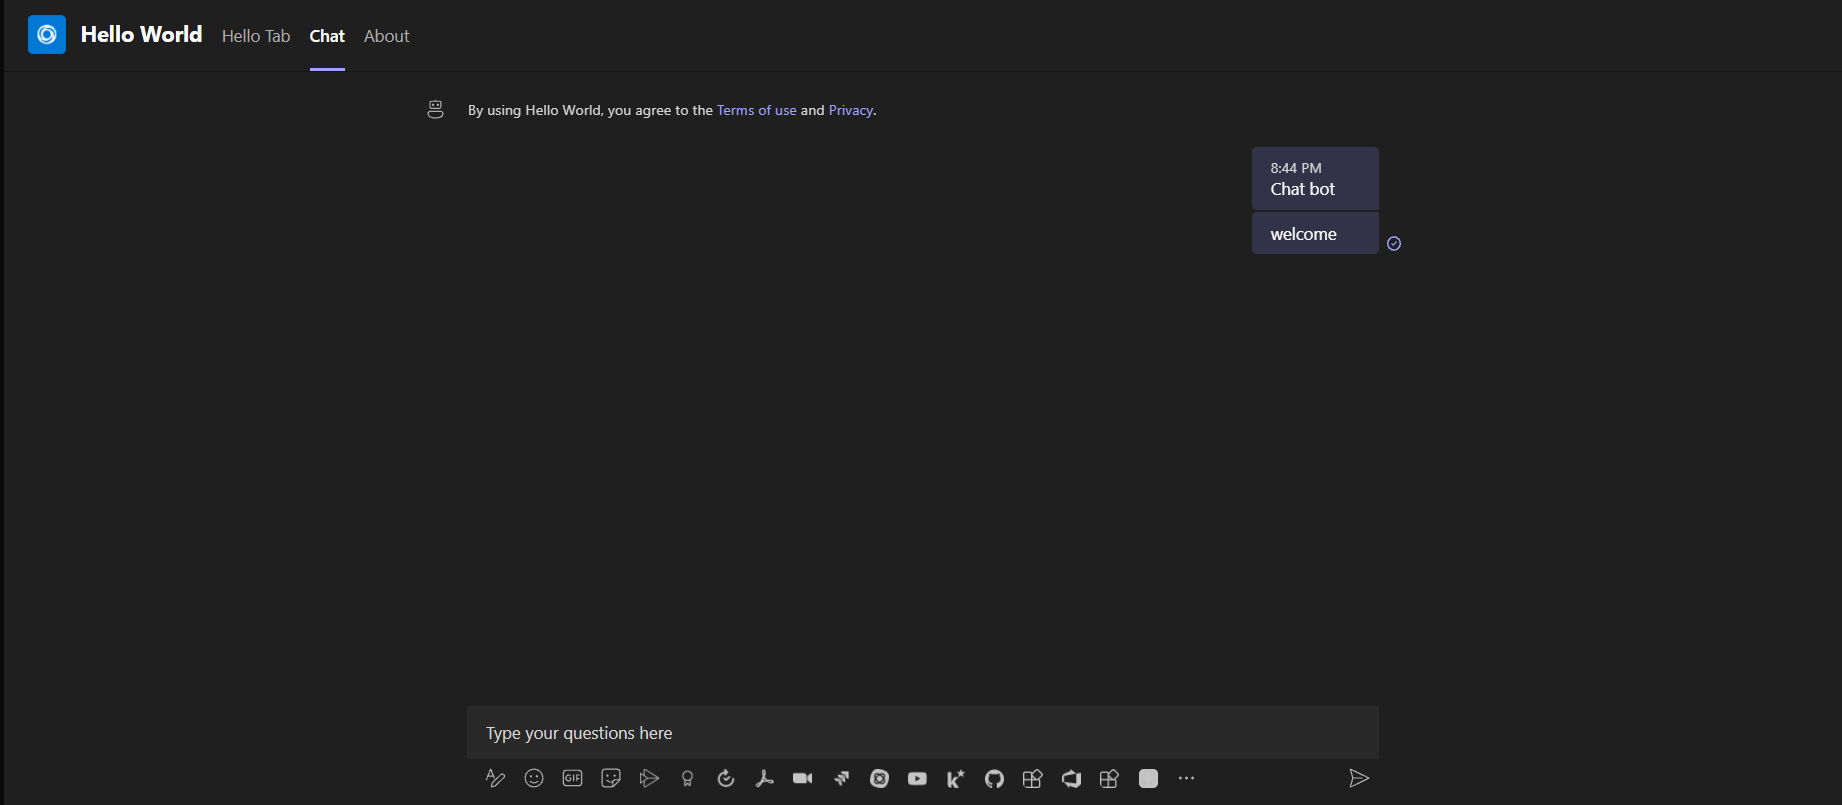 Hello World Hello Tab Chat About
By using Hello World, you agree to the Terms of use and Privacy.
8:44 PM
Chat bot
welcome
Type your questions here
GIF